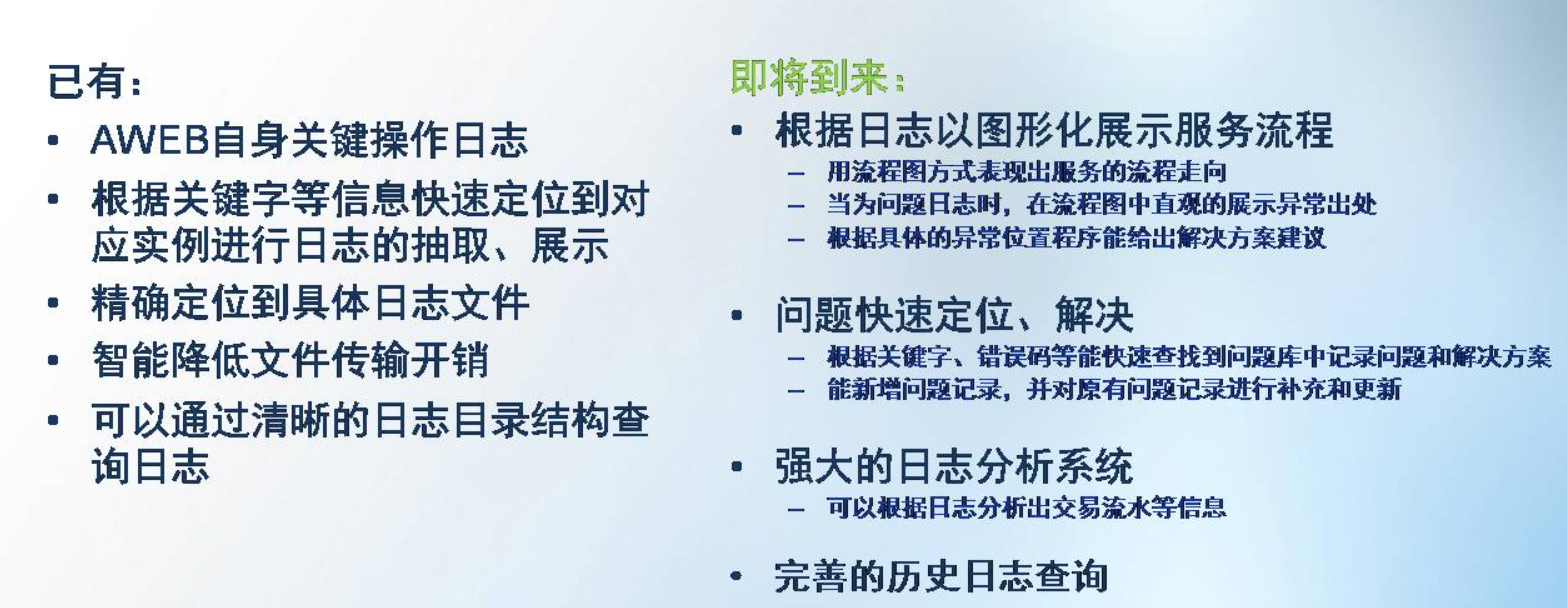 已有：
• AWEB自身关键操作日志
• 根据关键字等信息快速定位到对
应实例进行日志的抽取、展示
• 精确定位到具体日志文件
• 智能降低文件传输开销
• 可以通过清晰的日志目录结构查
询日志
即将到来：
• 根据日志以图形化展示服务流程
– 用流程图方式表现出服务的流程走向
– 当为问题日志时，在流程图中直观的展示异常出处
– 根据具体的异常位置程序能给出解决方案建议
• 问题快速定位、解决
– 根据关键字、错误码等能快速查找到问题库中记录问题和解决方案
– 能新增问题记录，并对原有问题记录进行补充和更新
• 强大的日志分析系统
– 可以根据日志分析出交易流水等信息
• 完善的历史日志查询